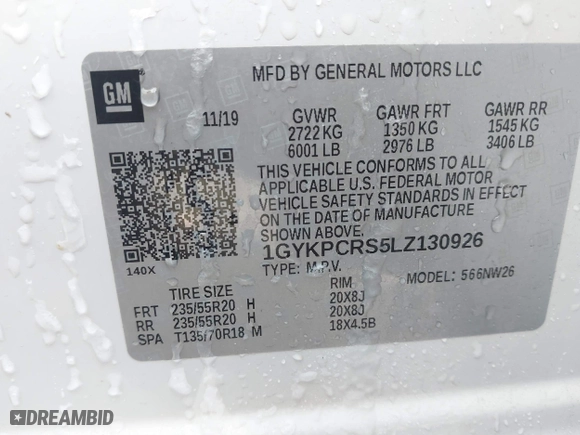 GM
MFD BY GENERAL MOTORS LLC
11/19 GVWR GAWR FRT GAWR RR
2722 KG 1350 KG 1545 KG
6001 LB 2976 LB 3406 LB
THIS VEHICLE CONFORMS TO ALL
APPLICABLE U.S. FEDERAL MOTOR
VEHICLE SAFETY STANDARDS IN EFFECT
ON THE DATE OF MANUFACTURE
SHOWN ABOVE.
1GYKPCRS5LZ130926
140X TYPE: M.P.V. MODEL: 566NW26
TIRE SIZE RIM
FRT 235/55R20 H 20X8J
RR 235/55R20 H 20X8J
SPA T135/70R18 M 18X4.5B
DREAMBID